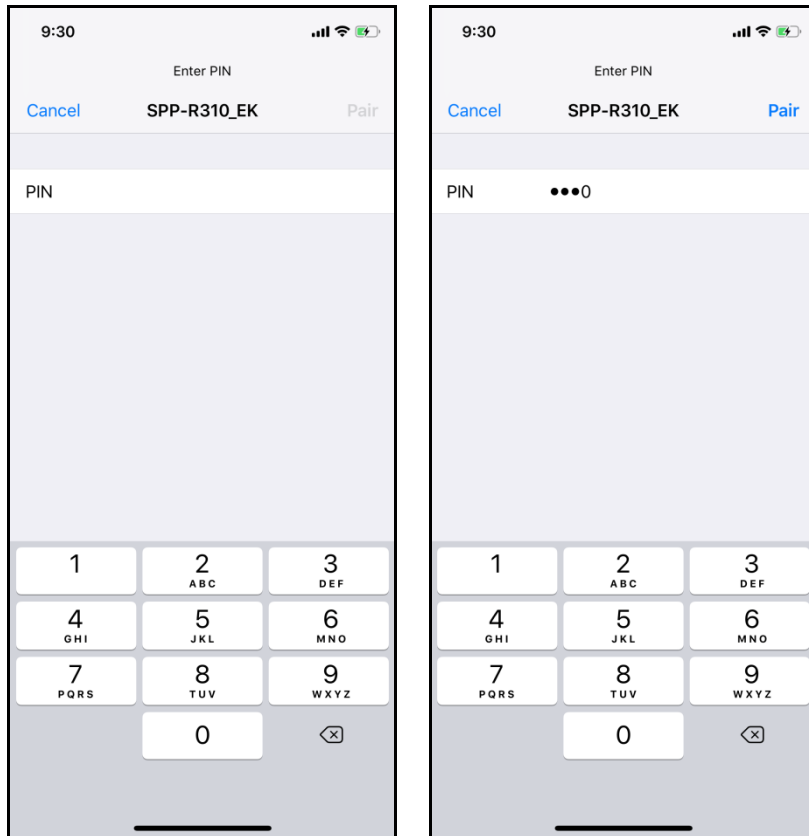 9:30
Enter PIN
Cancel SPP-R310_EK Pair
PIN
1 2 3
ABC DEF
4 5 6
GHI JKL MNO
7 8 9
PQRS TUV WXYZ
0
9:30
Enter PIN
Cancel SPP-R310_EK Pair
PIN •••0
1 2 3
ABC DEF
4 5 6
GHI JKL MNO
7 8 9
PQRS TUV WXYZ
0